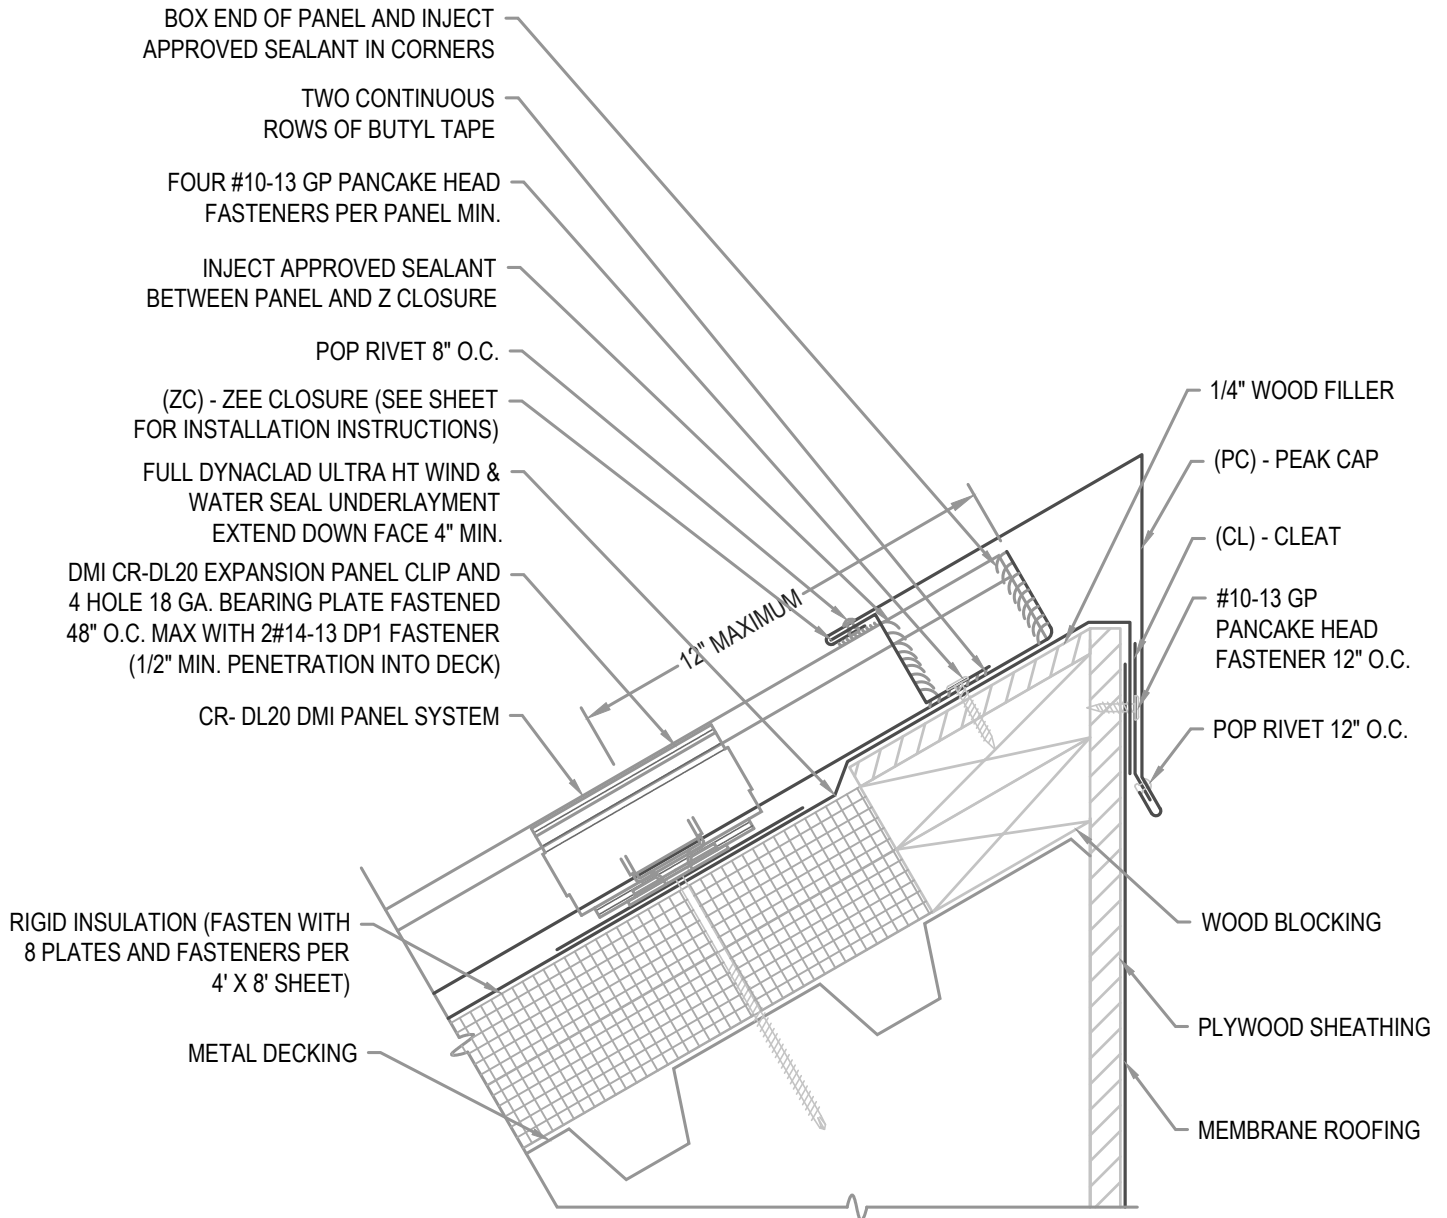 BOX END OF PANEL AND INJECT
APPROVED SEALANT IN CORNERS
TWO CONTINUOUS
ROWS OF BUTYL TAPE
FOUR #10-13 GP PANCAKE HEAD
FASTENERS PER PANEL MIN.
INJECT APPROVED SEALANT
BETWEEN PANEL AND Z CLOSURE
POP RIVET 8" O.C.
(ZC) - ZEE CLOSURE (SEE SHEET
FOR INSTALLATION INSTRUCTIONS)
FULL DYNACLAD ULTRA HT WIND &
WATER SEAL UNDERLAYMENT
EXTEND DOWN FACE 4" MIN.
DMI CR-DL20 EXPANSION PANEL CLIP AND
4 HOLE 18 GA. BEARING PLATE FASTENED
48" O.C. MAX WITH 2#14-13 DP1 FASTENER
(1/2" MIN. PENETRATION INTO DECK)
CR- DL20 DMI PANEL SYSTEM
RIGID INSULATION (FASTEN WITH
8 PLATES AND FASTENERS PER
4' X 8' SHEET)
METAL DECKING
12" MAXIMUM
1/4" WOOD FILLER
(PC) - PEAK CAP
(CL) - CLEAT
#10-13 GP
PANCAKE HEAD
FASTENER 12" O.C.
POP RIVET 12" O.C.
WOOD BLOCKING
PLYWOOD SHEATHING
MEMBRANE ROOFING